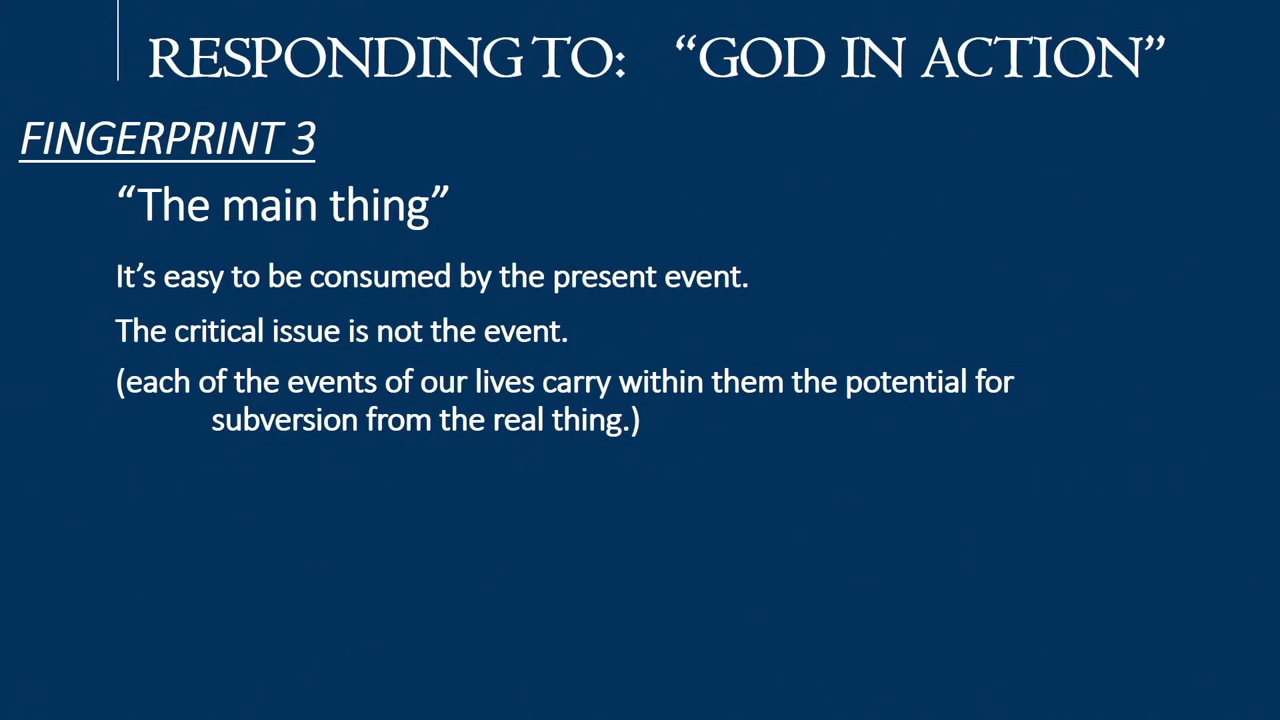 RESPONDING TO: “GOD IN ACTION”
FINGERPRINT 3
“The main thing”
It’s easy to be consumed by the present event.
The critical issue is not the event.
(each of the events of our lives carry within them the potential for
subversion from the real thing.)